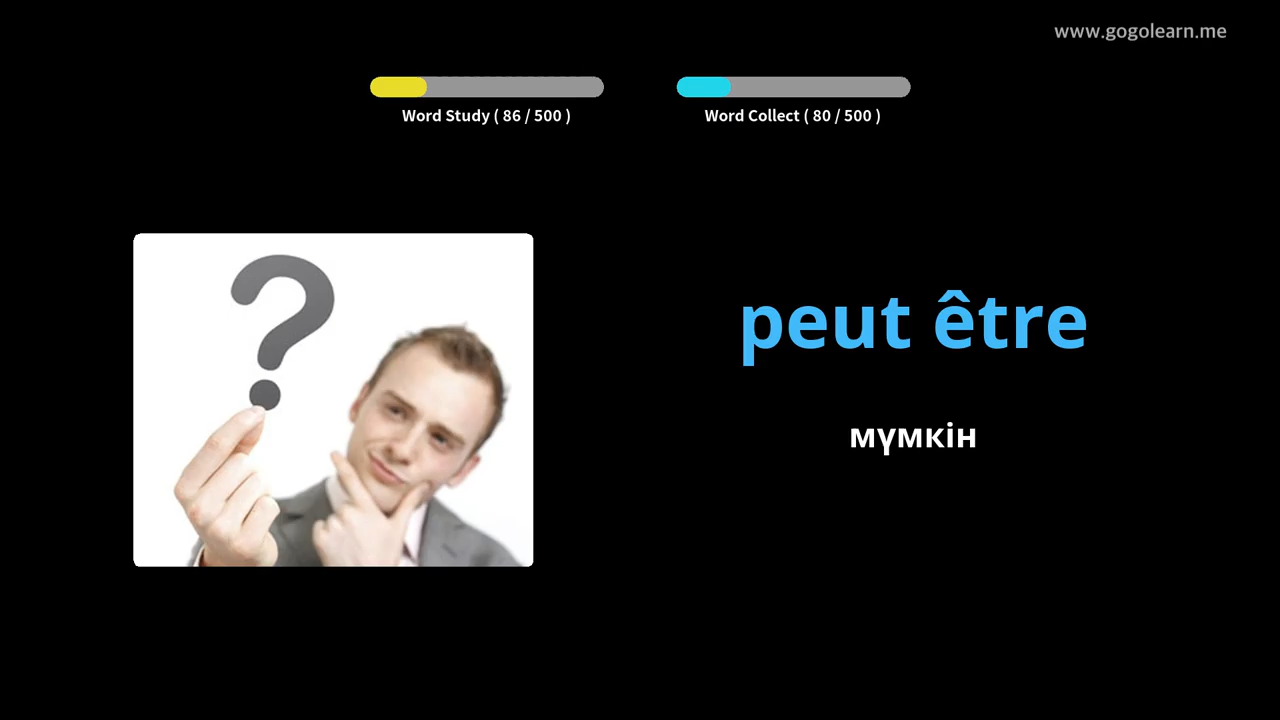 www.gogolearn.me
Word Study ( 86 / 500 )
Word Collect ( 80 / 500 )
?
peut être
мүмкін